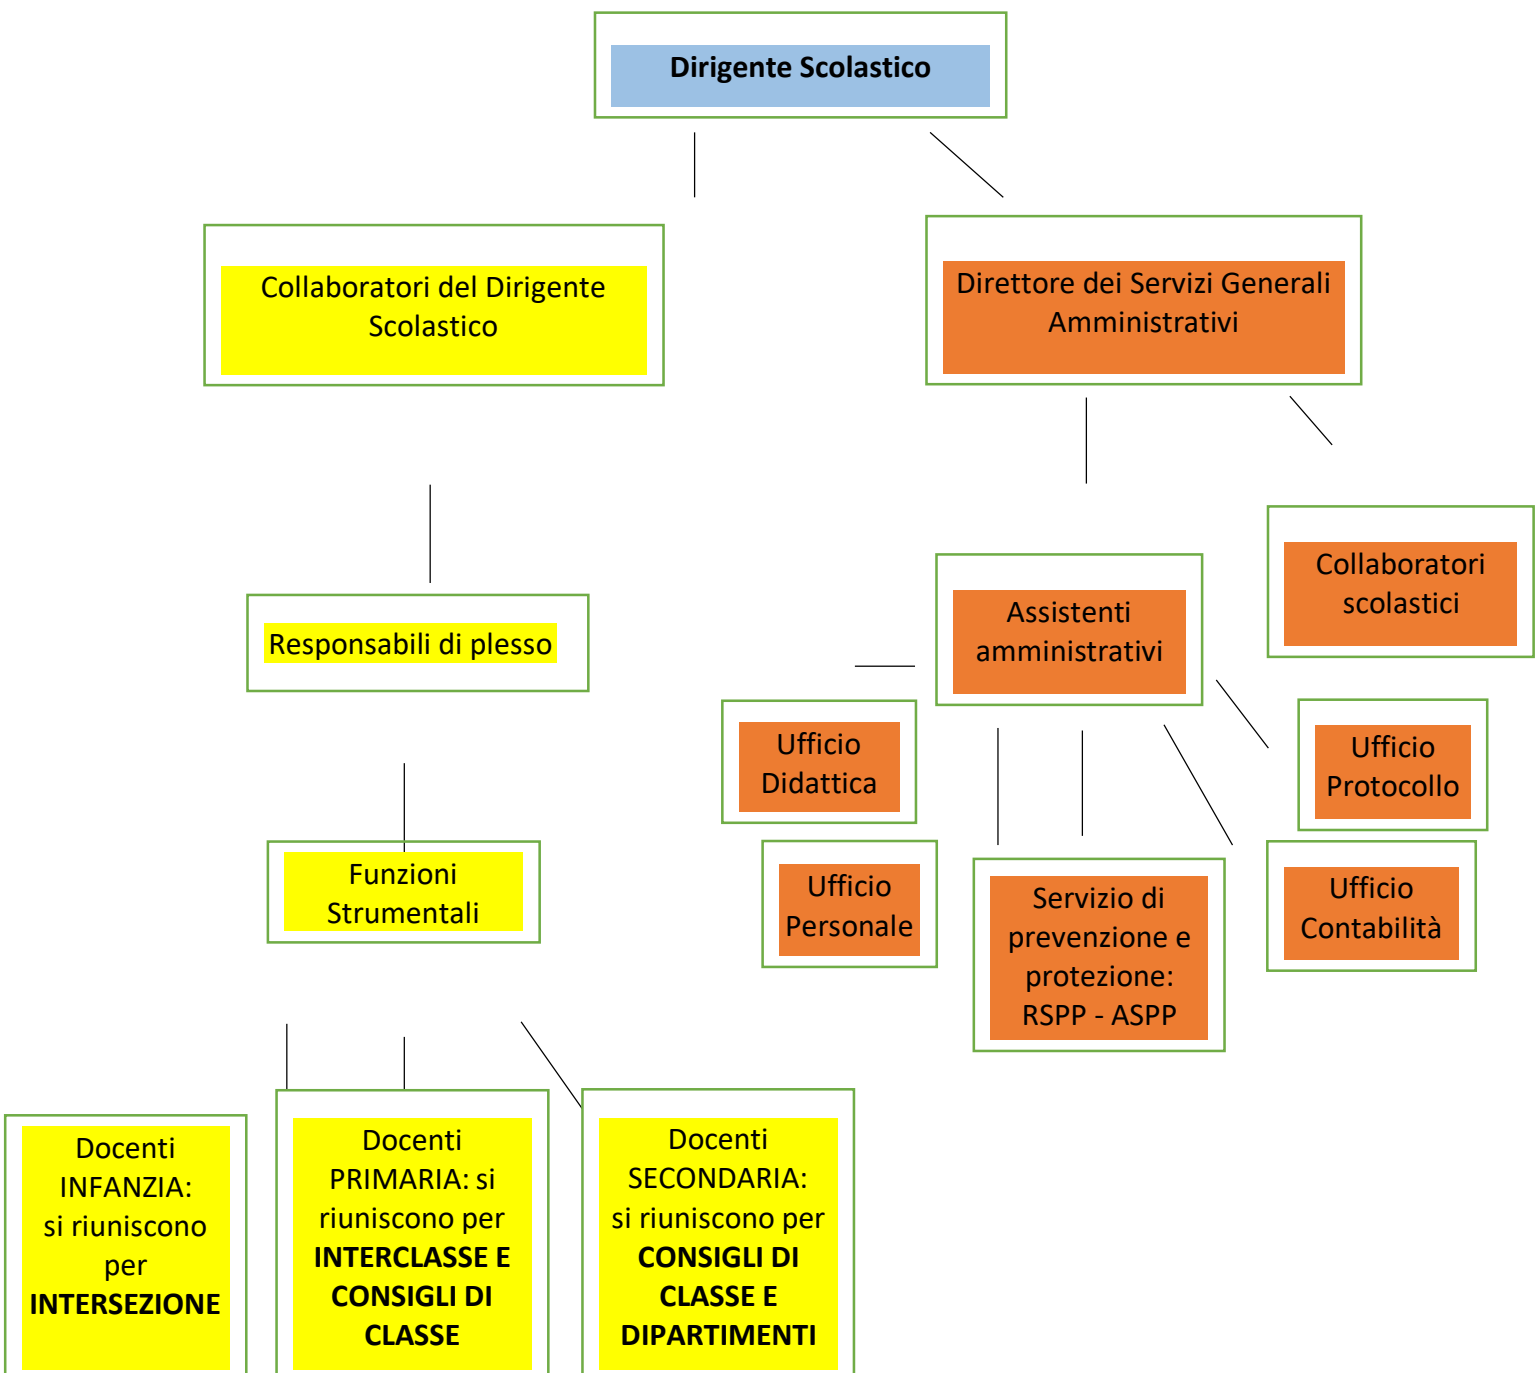 Dirigente Scolastico
Collaboratori del Dirigente
Scolastico
Direttore dei Servizi Generali
Amministrativi
Responsabili di plesso
Assistenti
amministrativi
Collaboratori
scolastici
Ufficio
Didattica
Ufficio
Protocollo
Funzioni
Strumentali
Ufficio
Personale
Servizio di
prevenzione e
protezione:
RSPP - ASPP
Ufficio
Contabilità
Docenti
INFANZIA:
si riuniscono
per
INTERSEZIONE
Docenti
PRIMARIA: si
riuniscono per
INTERCLASSE E
CONSIGLI DI
CLASSE
Docenti
SECONDARIA:
si riuniscono per
CONSIGLI DI
CLASSE E
DIPARTIMENTI